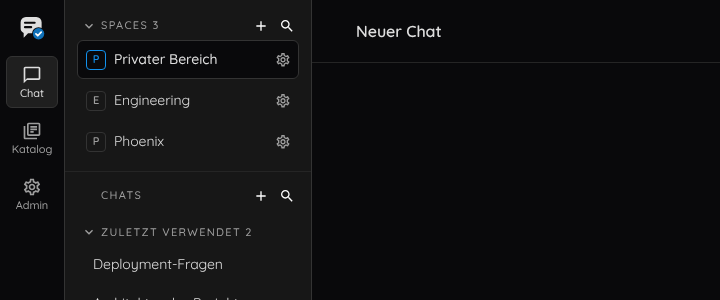 SPACES 3
Neuer Chat
P Privater Bereich
Chat
E Engineering
Katalog
P Phoenix
Admin
CHATS
ZULETZT VERWENDET 2
Deployment-Fragen